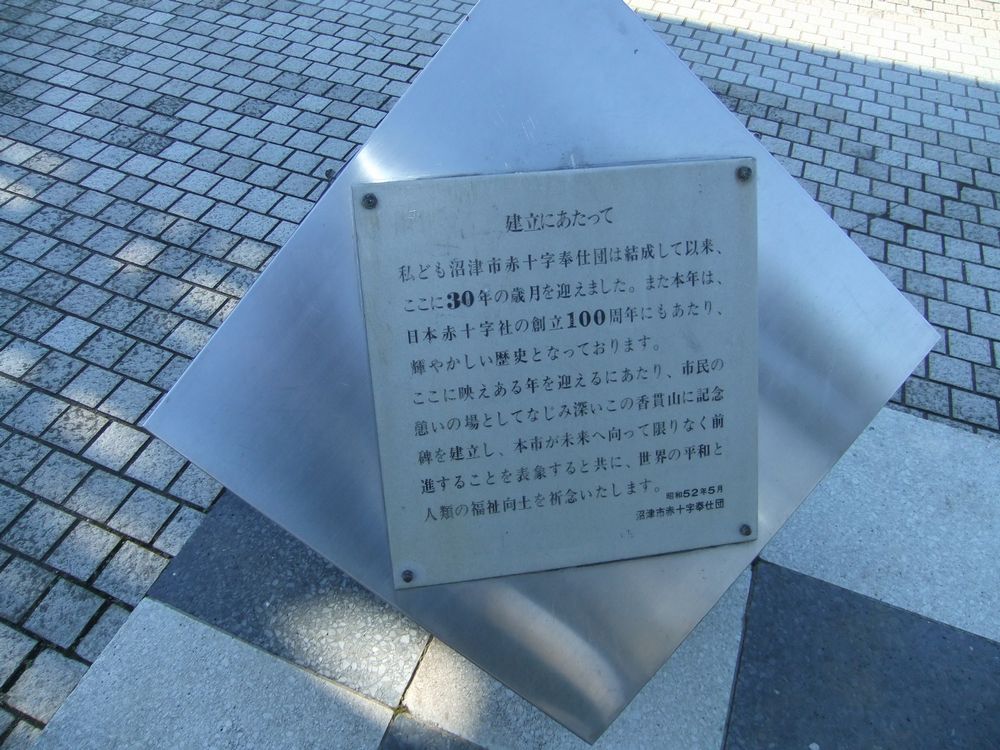 建立にあたって
私ども沼津市赤十字奉仕団は結成して以来、
ここに30年の歳月を迎えました。また本年は、
日本赤十字社の創立100周年にもあたり、
輝やかしい歴史となっております。
ここに映えある年を迎えるにあたり、市民の
憩いの場としてなじみ深いこの香貫山に記念
碑を建立し、本市が未来へ向って限りなく前
進することを表象すると共に、世界の平和と
人類の福祉向上を祈念いたします。
昭和52年5月
沼津市赤十字奉仕団